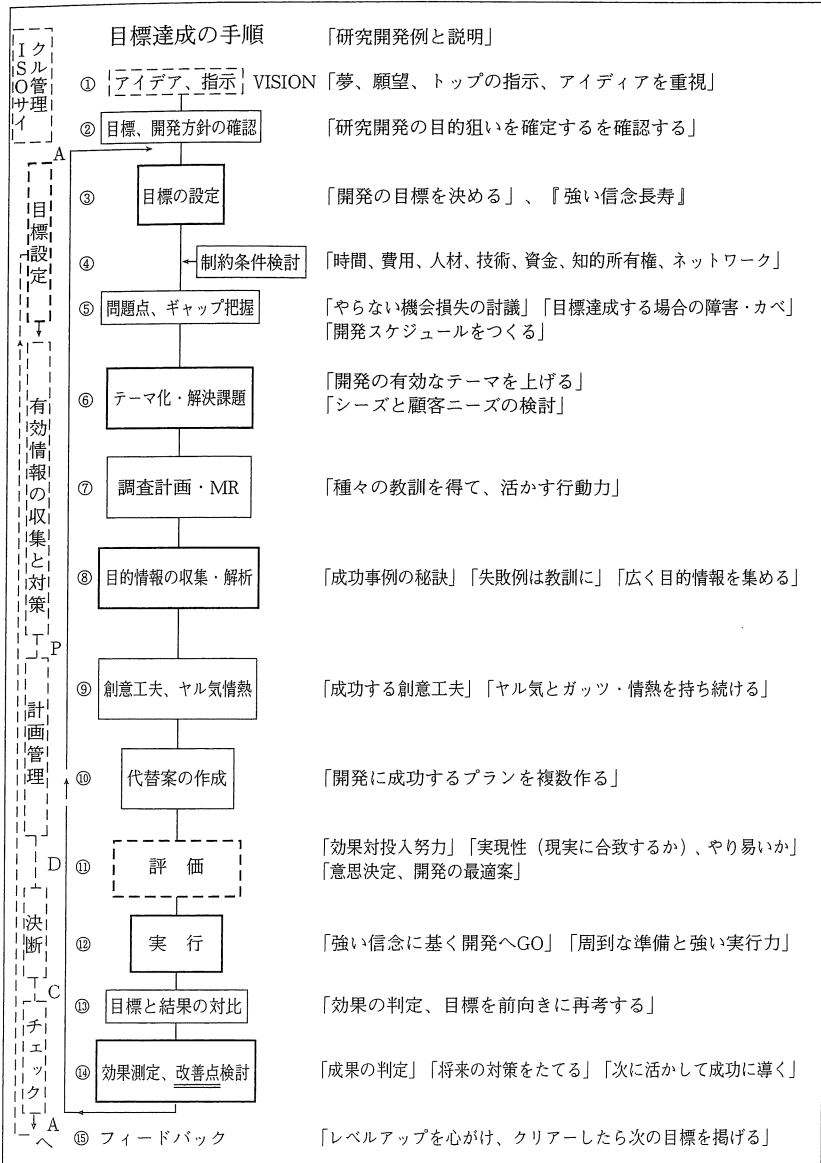 目標達成の手順　「研究開発例と説明」
ISOサイクル管理
① アイデア、指示 VISION 「夢、願望、トップの指示、アイディアを重視」
② 目標、開発方針の確認 「研究開発の目的狙いを確定するを確認する」
A
目標設定
③ 目標の設定 「開発の目標を決める」、『強い信念長寿』
④ 制約条件検討 「時間、費用、人材、技術、資金、知的所有権、ネットワーク」
⑤ 問題点、ギャップ把握 「やらない機会損失の討議」「目標達成する場合の障害・カベ」
「開発スケジュールをつくる」
有効情報の収集と対策
⑥ テーマ化・解決課題 「開発の有効なテーマを上げる」
「シーズと顧客ニーズの検討」
⑦ 調査計画・MR 「種々の教訓を得て、活かす行動力」
⑧ 目的情報の収集・解析 「成功事例の秘訣」「失敗例は教訓に」「広く目的情報を集める」
P
計画管理
⑨ 創意工夫、ヤル気情熱 「成功する創意工夫」「ヤル気とガッツ・情熱を持ち続ける」
⑩ 代替案の作成 「開発に成功するプランを複数作る」
D
⑪ 評　価 「効果対投入努力」「実現性（現実に合致するか）、やり易いか」
「意思決定、開発の最適案」
決断
⑫ 実　行 「強い信念に基く開発へGO」「周到な準備と強い実行力」
C
チェック
⑬ 目標と結果の対比 「効果の判定、目標を前向きに再考する」
⑭ 効果測定、改善点検討 「成果の判定」「将来の対策をたてる」「次に活かして成功に導く」
A
へ
⑮ フィードバック 「レベルアップを心がけ、クリアーしたら次の目標を掲げる」